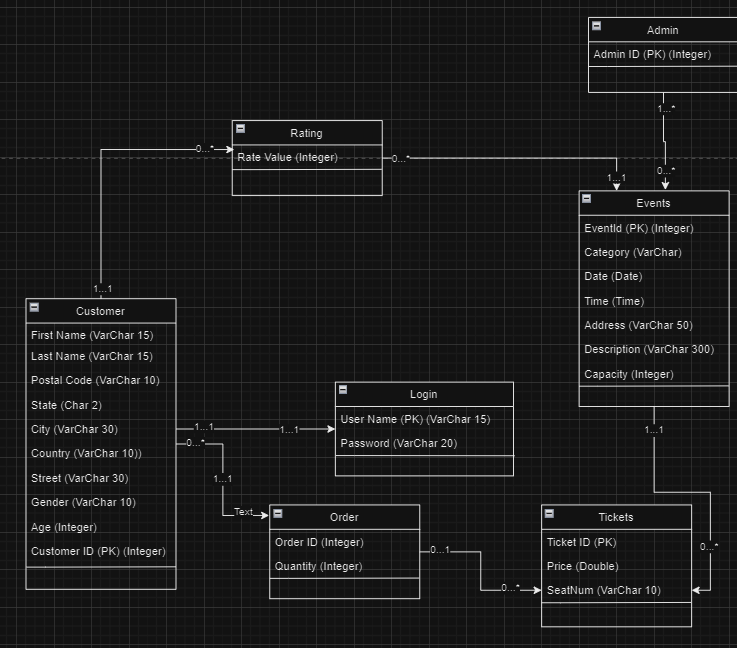 Admin
Admin ID (PK) (Integer)
1...*
0...*
Rating
Rate Value (Integer)
0...*
0...*
1...1
1...1
Events
EventId (PK) (Integer)
Category (VarChar)
Date (Date)
Time (Time)
Address (VarChar 50)
Description (VarChar 300)
Capacity (Integer)
1...1
0...*
Customer
First Name (VarChar 15)
Last Name (VarChar 15)
Postal Code (VarChar 10)
State (Char 2)
City (VarChar 30)
Country (VarChar 10))
Street (VarChar 30)
Gender (VarChar 10)
Age (Integer)
Customer ID (PK) (Integer)
1...1
1...1
0...*
1...1
Text
Login
User Name (PK) (VarChar 15)
Password (VarChar 20)
Order
Order ID (Integer)
Quantity (Integer)
0...1
0...*
Tickets
Ticket ID (PK)
Price (Double)
SeatNum (VarChar 10)